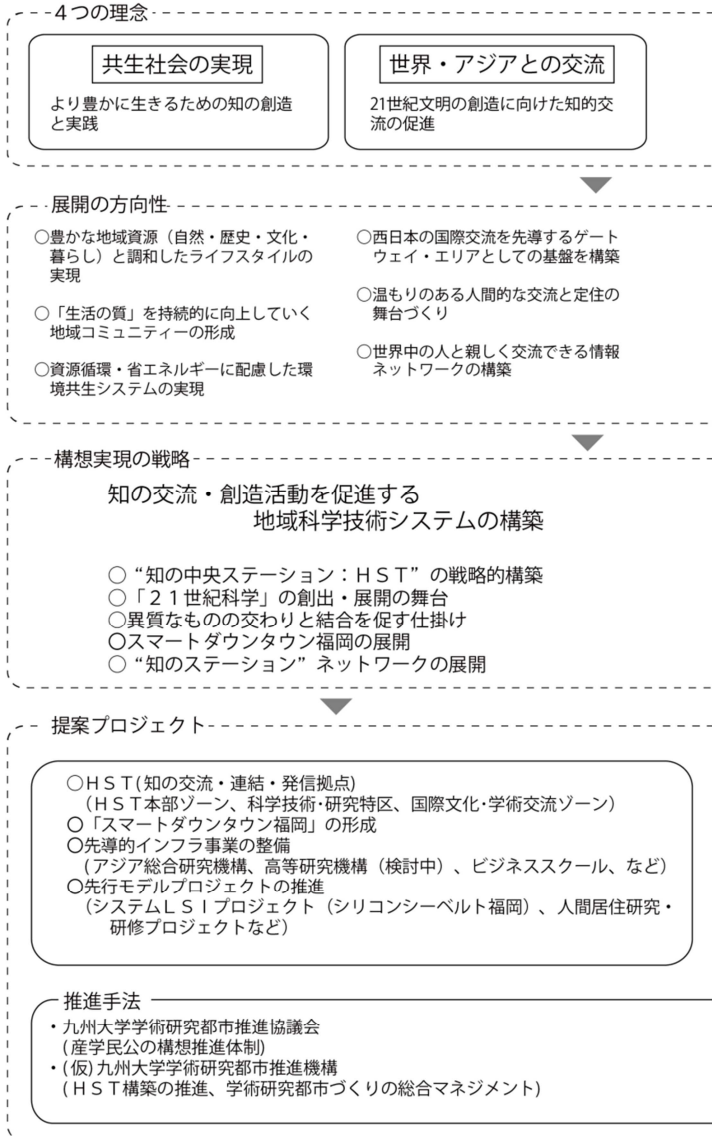 4つの理念
共生社会の実現
より豊かに生きるための知の創造
と実践
世界・アジアとの交流
21世紀文明の創造に向けた知的交
流の促進
展開の方向性
○豊かな地域資源（自然・歴史・文化・
暮らし）と調和したライフスタイルの
実現
○「生活の質」を持続的に向上していく
地域コミュニティーの形成
○資源循環・省エネルギーに配慮した環
境共生システムの実現
○西日本の国際交流を先導するゲート
ウェイ・エリアとしての基盤を構築
○温もりのある人間的な交流と定住の
舞台づくり
○世界中の人と親しく交流できる情報
ネットワークの構築
構想実現の戦略
知の交流・創造活動を促進する
地域科学技術システムの構築
○“知の中央ステーション：ＨＳＴ”の戦略的構築
○「２１世紀科学」の創出・展開の舞台
○異質なものの交わりと結合を促す仕掛け
○スマートダウンタウン福岡の展開
○“知のステーション”ネットワークの展開
提案プロジェクト
○ＨＳＴ(知の交流・連結・発信拠点)
（ＨＳＴ本部ゾーン、科学技術･研究特区、国際文化･学術交流ゾーン）
○「スマートダウンタウン福岡」の形成
○先導的インフラ事業の整備
(アジア総合研究機構、高等研究機構（検討中）、ビジネススクール、など）
○先行モデルプロジェクトの推進
（システムＬＳＩプロジェクト（シリコンシーベルト福岡）、人間居住研究・
研修プロジェクトなど）
推進手法
・九州大学学術研究都市推進協議会
(産学民公の構想推進体制)
・(仮)九州大学学術研究都市推進機構
(ＨＳＴ構築の推進、学術研究都市づくりの総合マネジメント)